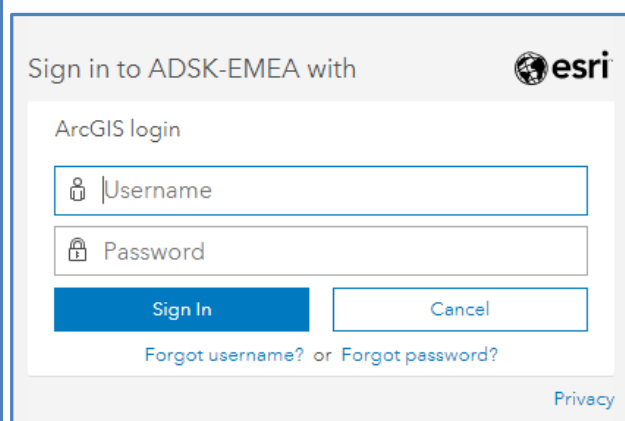 Sign in to ADSK-EMEA with esri
ArcGIS login
Username
Password
Sign In Cancel
Forgot username? or Forgot password?
Privacy